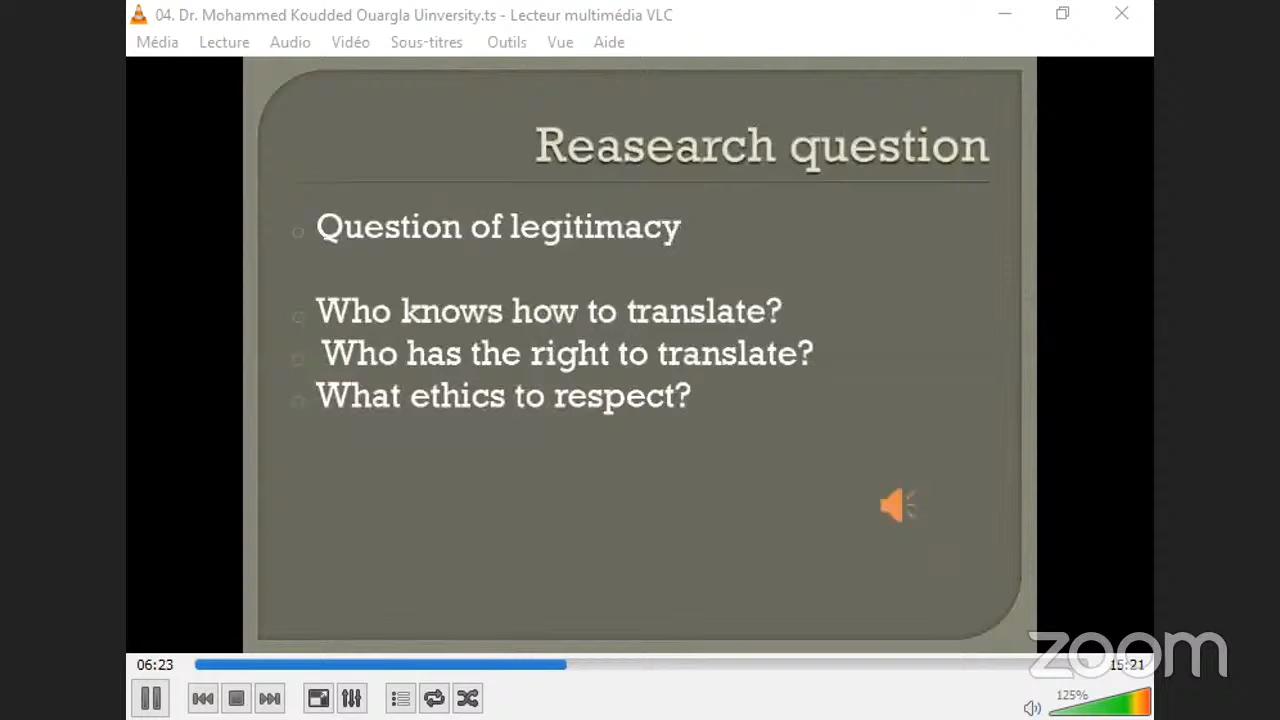 04. Dr. Mohammed Koudded Ouargla Uinversity.ts - Lecteur multimédia VLC
Média Lecture Audio Vidéo Sous-titres Outils Vue Aide
Reasearch question
Question of legitimacy
Who knows how to translate?
Who has the right to translate?
What ethics to respect?
zoom
06:23
15:21
125%